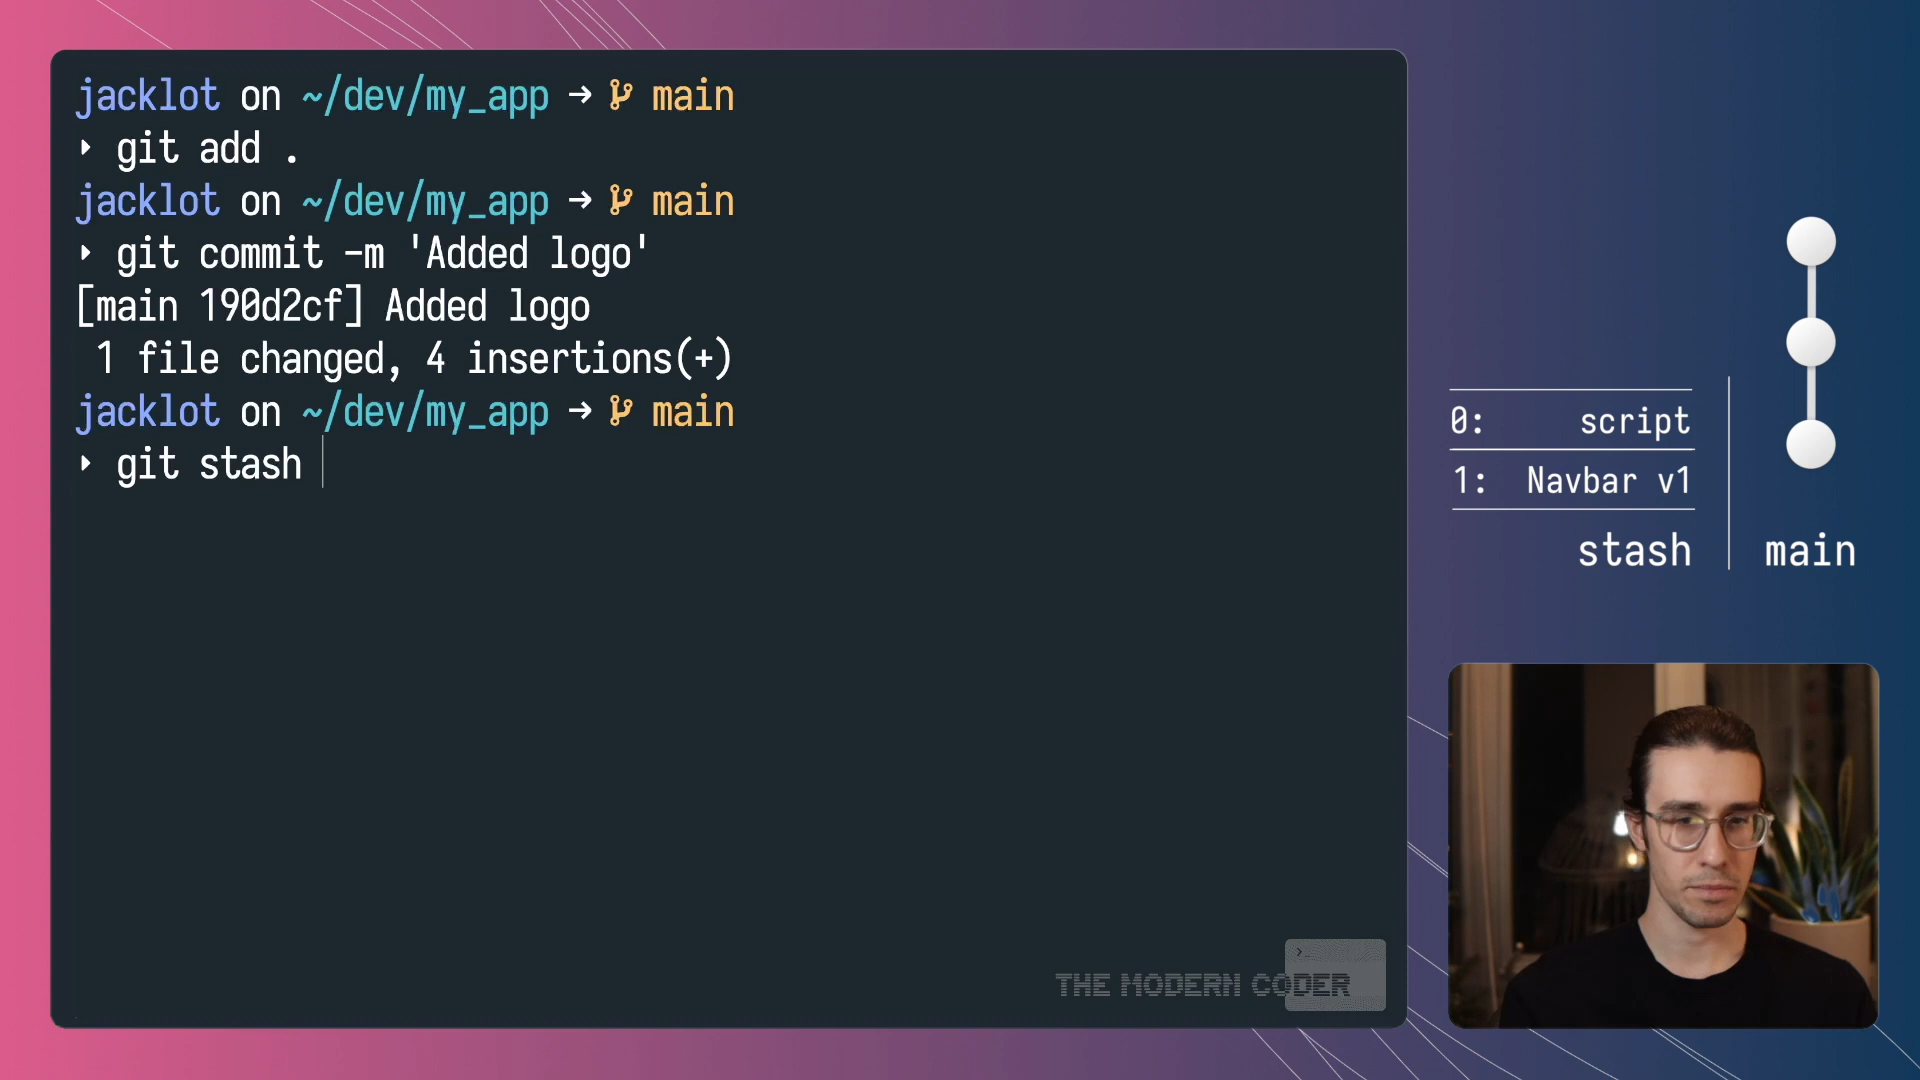 jacklot on ~/dev/my_app → main
‣ git add .
jacklot on ~/dev/my_app → main
‣ git commit -m 'Added logo'
[main 190d2cf] Added logo
1 file changed, 4 insertions(+)
jacklot on ~/dev/my_app → main
‣ git stash
0: script
1: Navbar v1
stash
main
>_
THE MODERN CODER